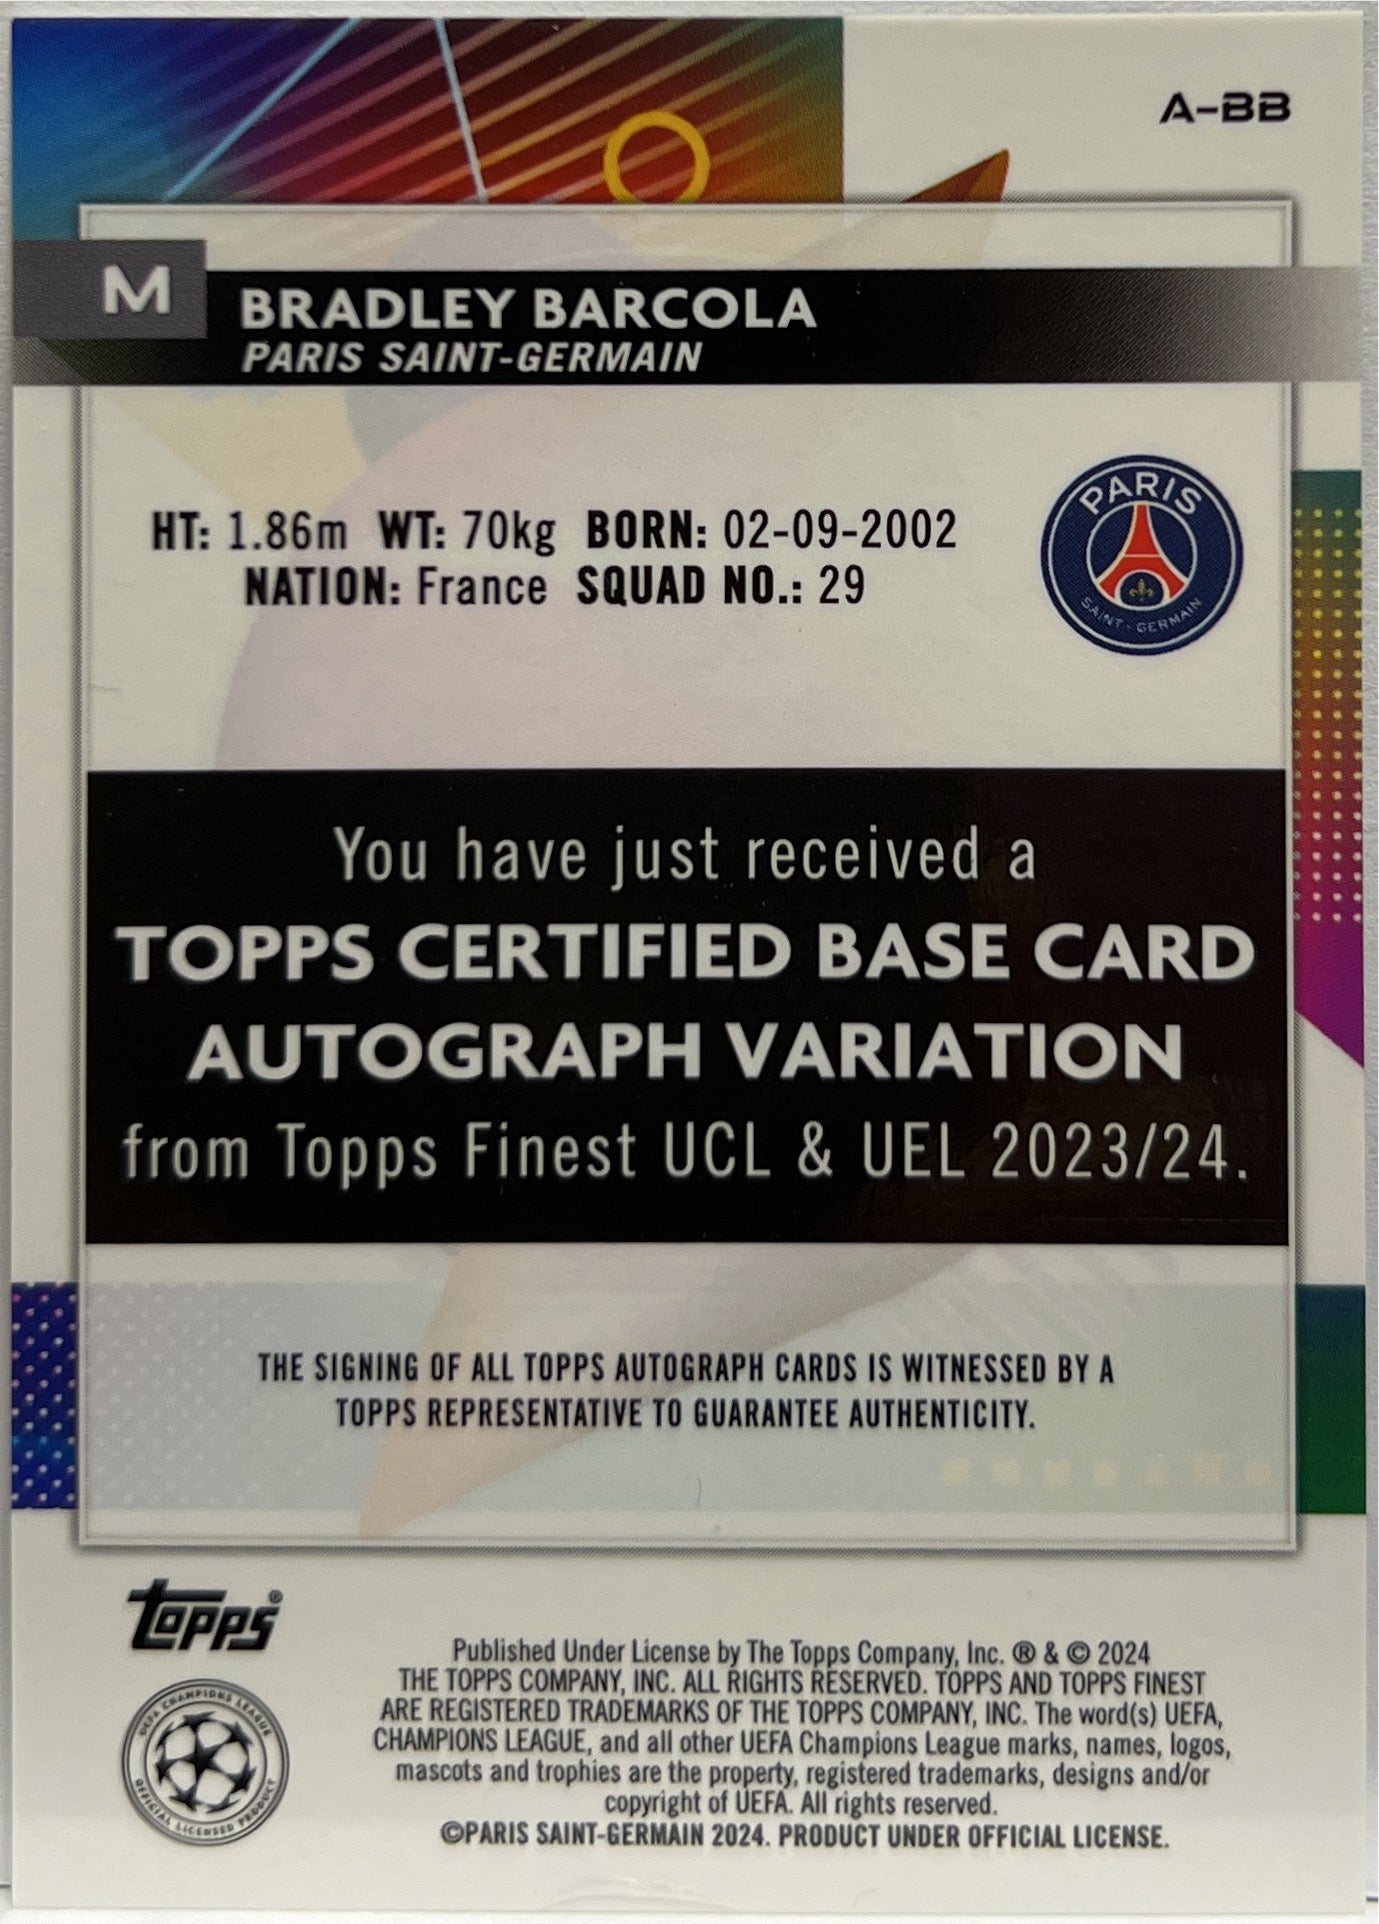 A-BB
M
BRADLEY BARCOLA
PARIS SAINT-GERMAIN
HT: 1.86m WT: 70kg BORN: 02-09-2002
NATION: France SQUAD NO.: 29
PARIS
SAINT-GERMAIN
You have just received a
TOPPS CERTIFIED BASE CARD
AUTOGRAPH VARIATION
from Topps Finest UCL & UEL 2023/24.
THE SIGNING OF ALL TOPPS AUTOGRAPH CARDS IS WITNESSED BY A
TOPPS REPRESENTATIVE TO GUARANTEE AUTHENTICITY.
topps®
UEFA CHAMPIONS LEAGUE
OFFICIAL LICENSED PRODUCT
Published Under License by The Topps Company, Inc. ® & © 2024
THE TOPPS COMPANY, INC. ALL RIGHTS RESERVED. TOPPS AND TOPPS FINEST
ARE REGISTERED TRADEMARKS OF THE TOPPS COMPANY, INC. The word(s) UEFA,
CHAMPIONS LEAGUE, and all other UEFA Champions League marks, names, logos,
mascots and trophies are the property, registered trademarks, designs and/or
copyright of UEFA. All rights reserved.
©PARIS SAINT-GERMAIN 2024. PRODUCT UNDER OFFICIAL LICENSE.